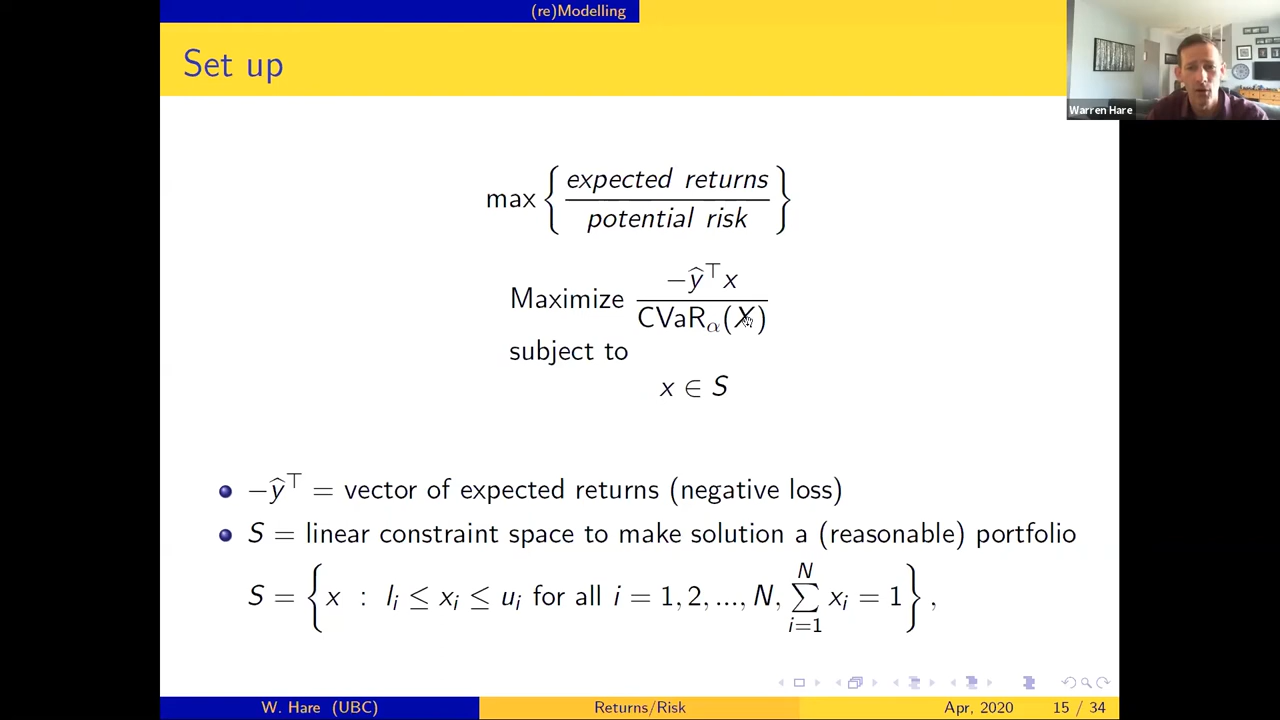 (re)Modelling
Set up
Warren Hare
max { expected returns / potential risk }
Maximize −ŷ⊤x / CVaRα(X)
subject to
x ∈ S
−ŷ⊤ = vector of expected returns (negative loss)
S = linear constraint space to make solution a (reasonable) portfolio
S = { x : lᵢ ≤ xᵢ ≤ uᵢ for all i = 1, 2, ..., N, ∑ᵢ₌₁ᴺ xᵢ = 1 } ,
W. Hare (UBC)
Returns/Risk
Apr, 2020
15 / 34